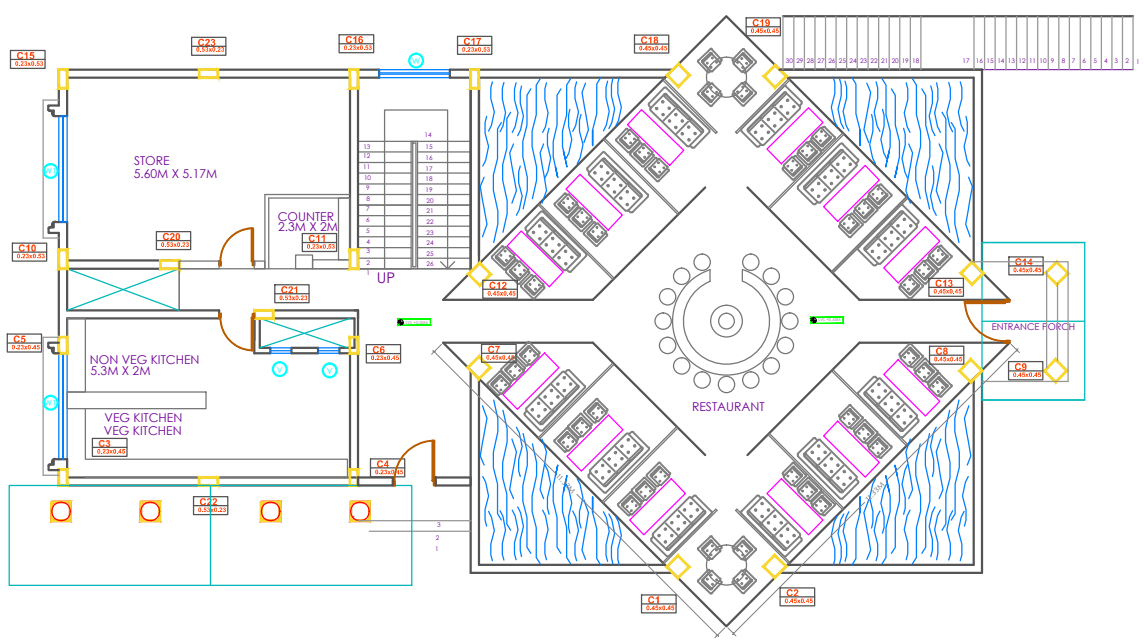 C19
0.45x0.45
C23
0.53x0.23
C16
0.23x0.53
C17
0.23x0.53
C18
0.45x0.45
C15
0.23x0.53
30 29 28 27 26 25 24 23 22 21 20 19 18 17 16 15 14 13 12 11 10 9 8 7 6 5 4 3 2 1
W
14
13 15
12 16
11 17
10 18
9 19
8 20
7 21
6 22
5 23
4 24
3 25
2 26
1
STORE
5.60M X 5.17M
COUNTER
2.3M X 2M
C11
0.23x0.53
C20
0.53x0.23
C10
0.23x0.53
UP
C21
0.53x0.23
C12
0.45x0.45
C13
0.45x0.45
C14
0.45x0.45
ENTRANCE PORCH
C5
0.23x0.45
C6
0.23x0.45
C7
0.45x0.45
C8
0.45x0.45
C9
0.45x0.45
NON VEG KITCHEN
5.3M X 2M
V
V
VEG KITCHEN
VEG KITCHEN
RESTAURANT
C3
0.23x0.45
C4
0.23x0.45
C22
0.53x0.23
3
2
1
C1
0.45x0.45
C2
0.45x0.45